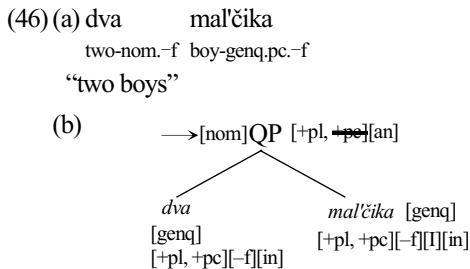 (46) (a) dva mal'čika
two-nom.−f boy-genq.pc.−f
“two boys”
(b) [nom]QP [+pl, +pc][an]
dva mal'čika [genq]
[genq] [+pl, +pc][−f][I][in]
[+pl, +pc][−f][in]